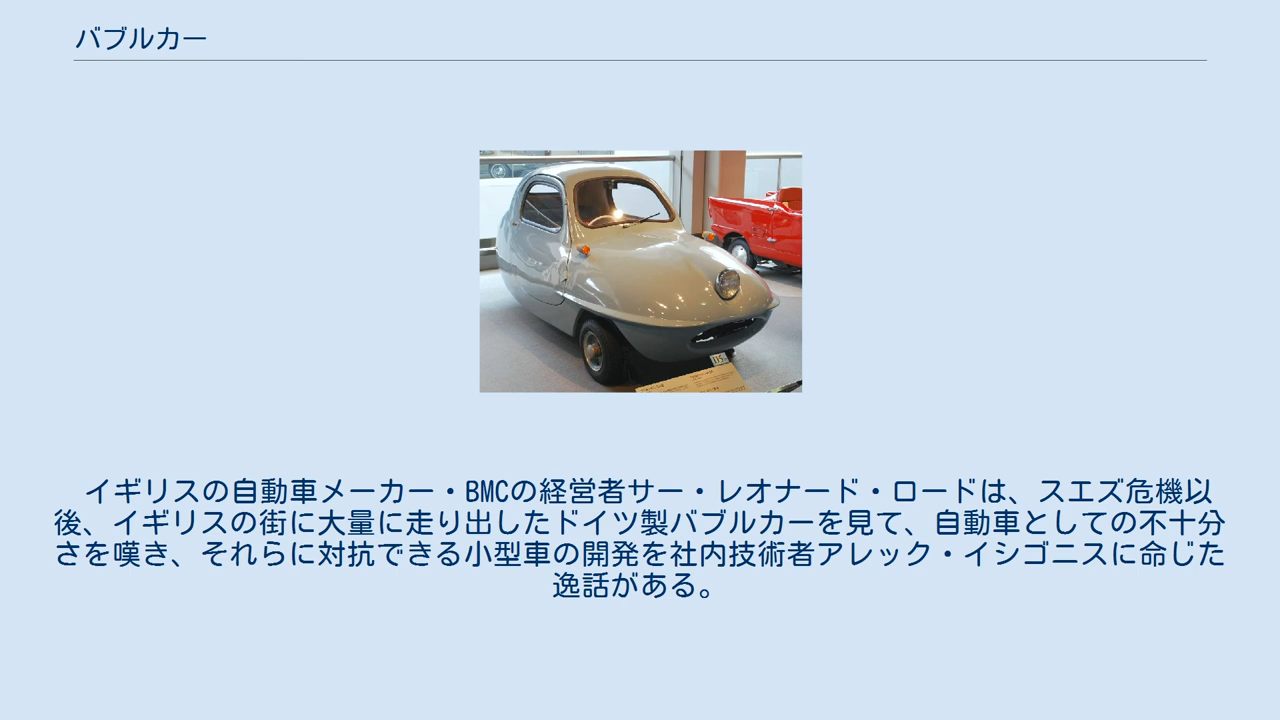 バブルカー
イギリスの自動車メーカー・BMCの経営者サー・レオナード・ロードは、スエズ危機以
後、イギリスの街に大量に走り出したドイツ製バブルカーを見て、自動車としての不十分
さを嘆き、それらに対抗できる小型車の開発を社内技術者アレック・イシゴニスに命じた
逸話がある。